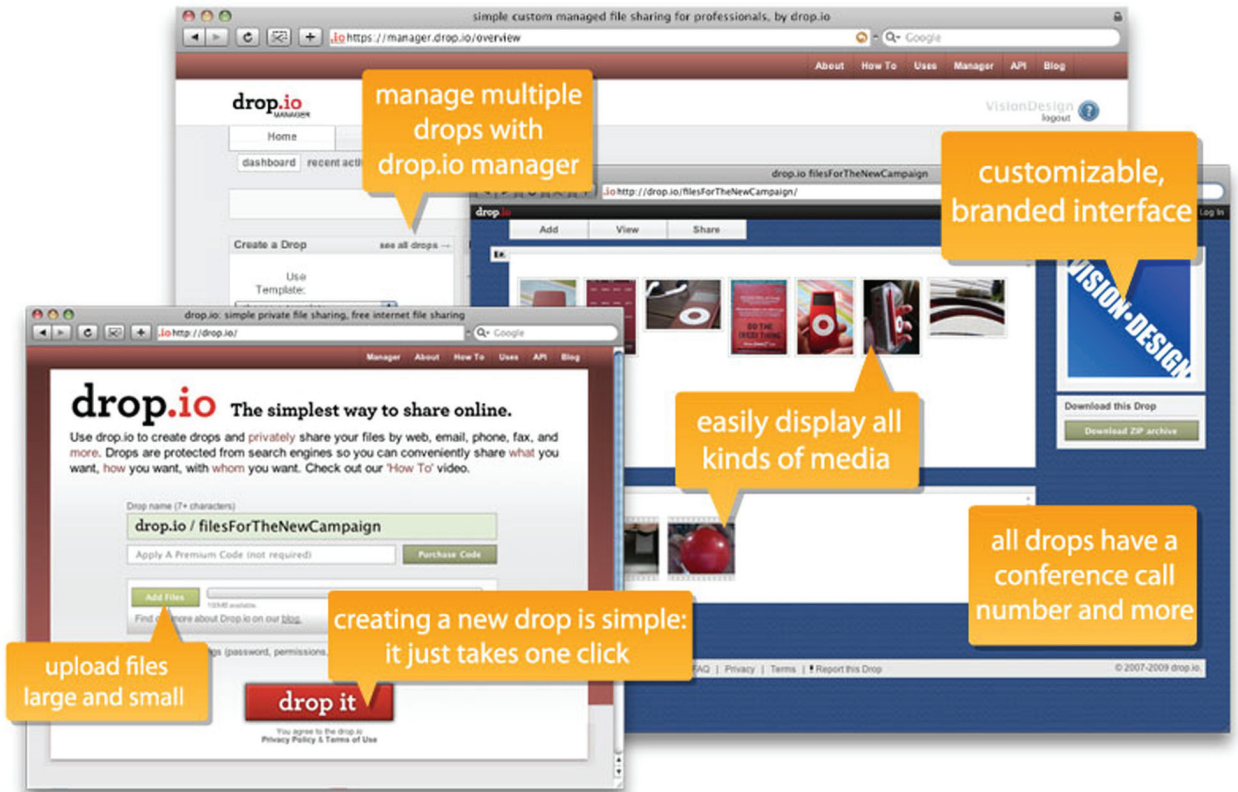 simple custom managed file sharing for professionals, by drop.io
https://manager.drop.io/overview
Google
About How To Uses Manager API Blog
drop.io
MANAGER
VisionDesign
logout
?
Home
dashboard recent acti
manage multiple
drops with
drop.io manager
Create a Drop see all drops →
Use
Template:
drop.io filesForTheNewCampaign
http://drop.io/filesForTheNewCampaign/
drop.io
Log In
Add View Share
customizable,
branded interface
DO THE
VISION·DESIGN
Download this Drop
Download ZIP archive
easily display all
kinds of media
all drops have a
conference call
number and more
FAQ | Privacy | Terms | Report this Drop
© 2007-2009 drop.io.
drop.io: simple private file sharing, free internet file sharing
http://drop.io/
Google
Manager About How To Uses API Blog
drop.io The simplest way to share online.
Use drop.io to create drops and privately share your files by web, email, phone, fax, and
more. Drops are protected from search engines so you can conveniently share what you
want, how you want, with whom you want. Check out our 'How To' video.
Drop name (7+ characters)
drop.io / filesForTheNewCampaign
Apply A Premium Code (not required)
Purchase Code
Add Files
100MB available.
Find more about Drop.io on our blog.
(password, permissions,
upload files
large and small
creating a new drop is simple:
it just takes one click
drop it
You agree to the drop.io
Privacy Policy & Terms of Use